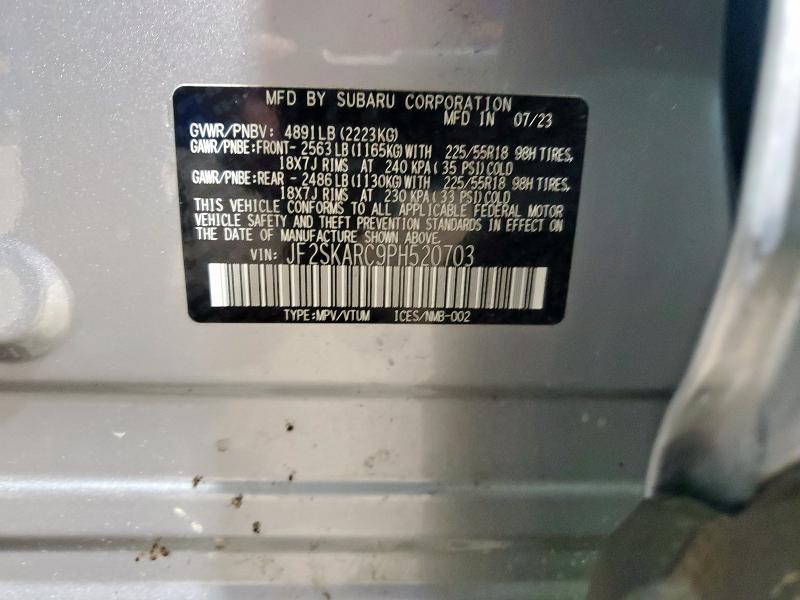 MFD BY SUBARU CORPORATION
MFD IN 07/23
GVWR/PNBV: 4891LB(2223KG)
GAWR/PNBE:FRONT-2563LB(1165KG)WITH 225/55R18 98H TIRES,
18X7J RIMS AT 240 KPA(35 PSI)COLD
GAWR/PNBE:REAR -2486LB(1130KG)WITH 225/55R18 98H TIRES,
18X7J RIMS AT 230 KPA(33 PSI)COLD
THIS VEHICLE CONFORMS TO ALL APPLICABLE FEDERAL MOTOR
VEHICLE SAFETY AND THEFT PREVENTION STANDARDS IN EFFECT ON
THE DATE OF MANUFACTURE SHOWN ABOVE.
VIN: JF2SKARC9PH520703
TYPE:MPV/VTUM ICES/NMB-002